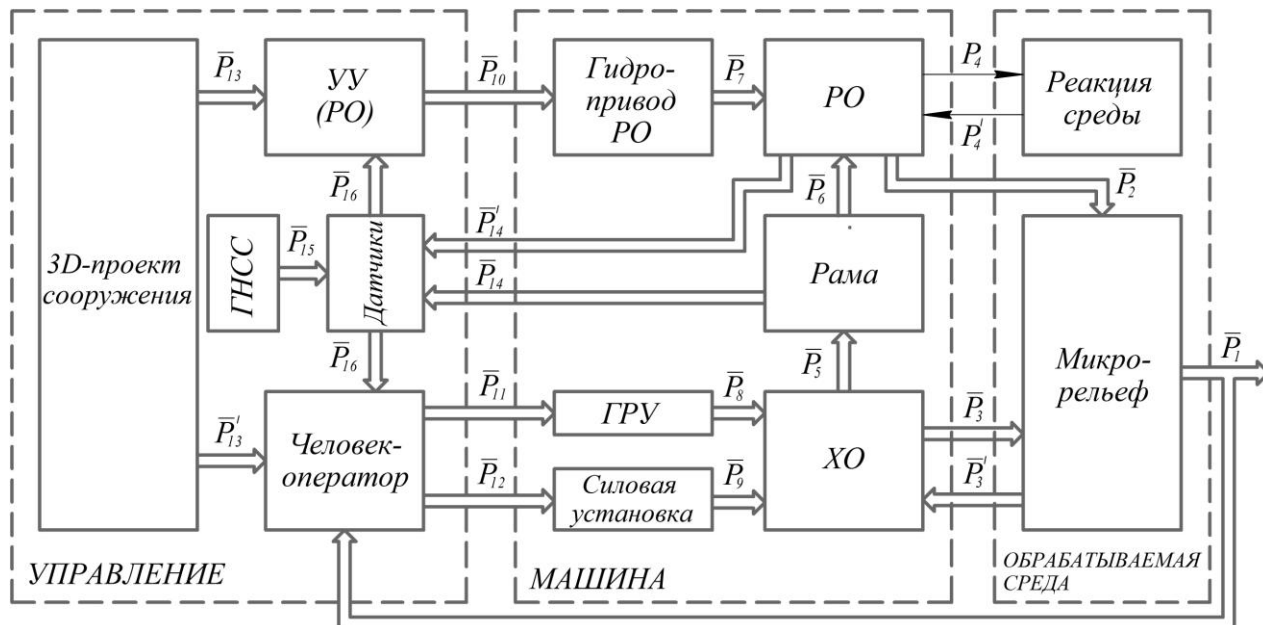 P̅₁₃
УУ
(РО)
P̅₁₀
Гидро-
привод
РО
P̅₇
РО
P₄
P₄'
Реакция
среды
P̅₁₆
P̅₆
P̅₂
3D-проект
сооружения
ГНСС
P̅₁₅
Датчики
P̅₁₄'
P̅₁₄
Рама
P̅₁₆
P̅₅
Микро-
рельеф
P̅₁
P̅₁₃'
Человек-
оператор
P̅₁₁
ГРУ
P̅₈
P̅₁₂
Силовая
установка
P̅₉
ХО
P̅₃
P̅₃'
УПРАВЛЕНИЕ
МАШИНА
ОБРАБАТЫВАЕМАЯ
СРЕДА